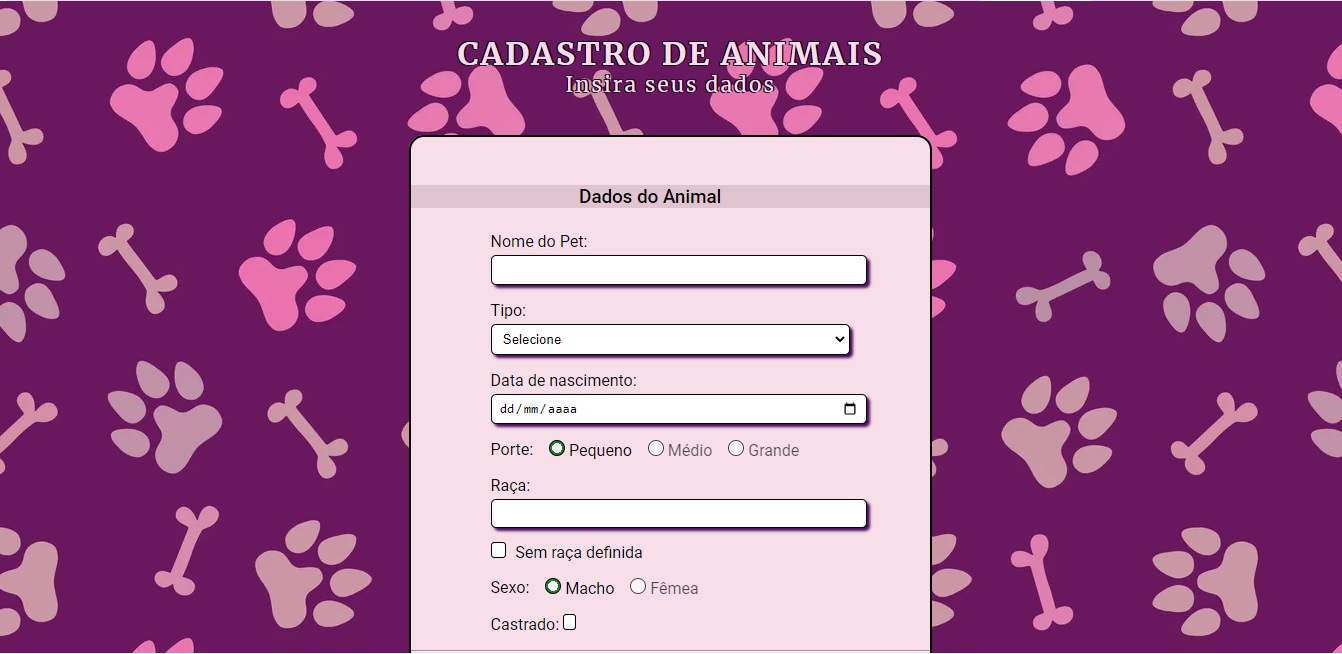 CADASTRO DE ANIMAIS
Insira seus dados
Dados do Animal
Nome do Pet:
Tipo:
Selecione
Data de nascimento:
dd/mm/aaaa
Porte: Pequeno Médio Grande
Raça:
Sem raça definida
Sexo: Macho Fêmea
Castrado: